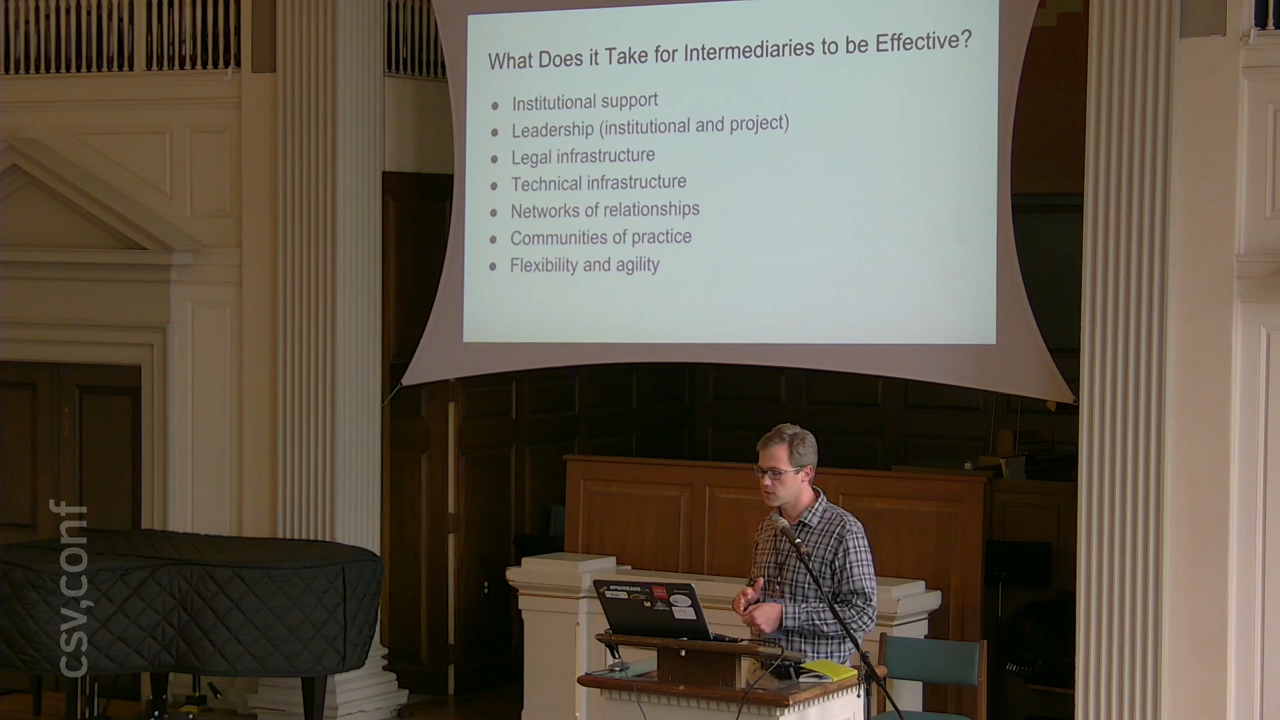 What Does it Take for Intermediaries to be Effective?
• Institutional support
• Leadership (institutional and project)
• Legal infrastructure
• Technical infrastructure
• Networks of relationships
• Communities of practice
• Flexibility and agility
csv,conf